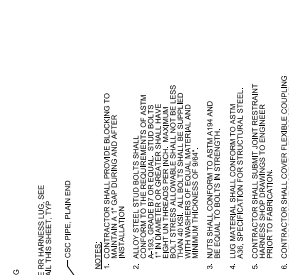 G
ERR HARNESS LUG, SEE
AIL THIS SHEET, TYP
CSC PIPE PLAIN END
NOTES:
1. CONTRACTOR SHALL PROVIDE BLOCKING TO
MAINTAIN A 1" GAP DURING AND AFTER
INSTALLATION
2. ALLOY STEEL STUD BOLTS SHALL
CONFORM TO THE REQUIREMENTS OF ASTM
A-193, GRADE B7 OR EQUAL. STUD BOLTS
1" IN DIAMETER OR GREATER SHALL HAVE
EIGHT UN THREADS PER INCH. MAXIMUM
BOLT STRESS ALLOWABLE SHALL NOT BE LESS
THAN 40 KSI. ALL BOLTS SHALL BE SUPPLIED
WITH WASHERS OF EQUAL MATERIAL AND
MINIMUM THICKNESS OF 9/64".
3. NUTS SHALL CONFORM TO ASTM A194 AND
BE EQUAL TO BOLTS IN STRENGTH.
4. LUG MATERIAL SHALL CONFORM TO ASTM
A36, SPECIFICATION FOR STRUCTURAL STEEL.
5. CONTRACTOR SHALL SUBMIT JOINT RESTRAINT
HARNESS SHOP DRAWINGS TO ENGINEER
PRIOR TO FABRICATION.
CONTRACTOR SHALL COVER FLEXIBLE COUPLING